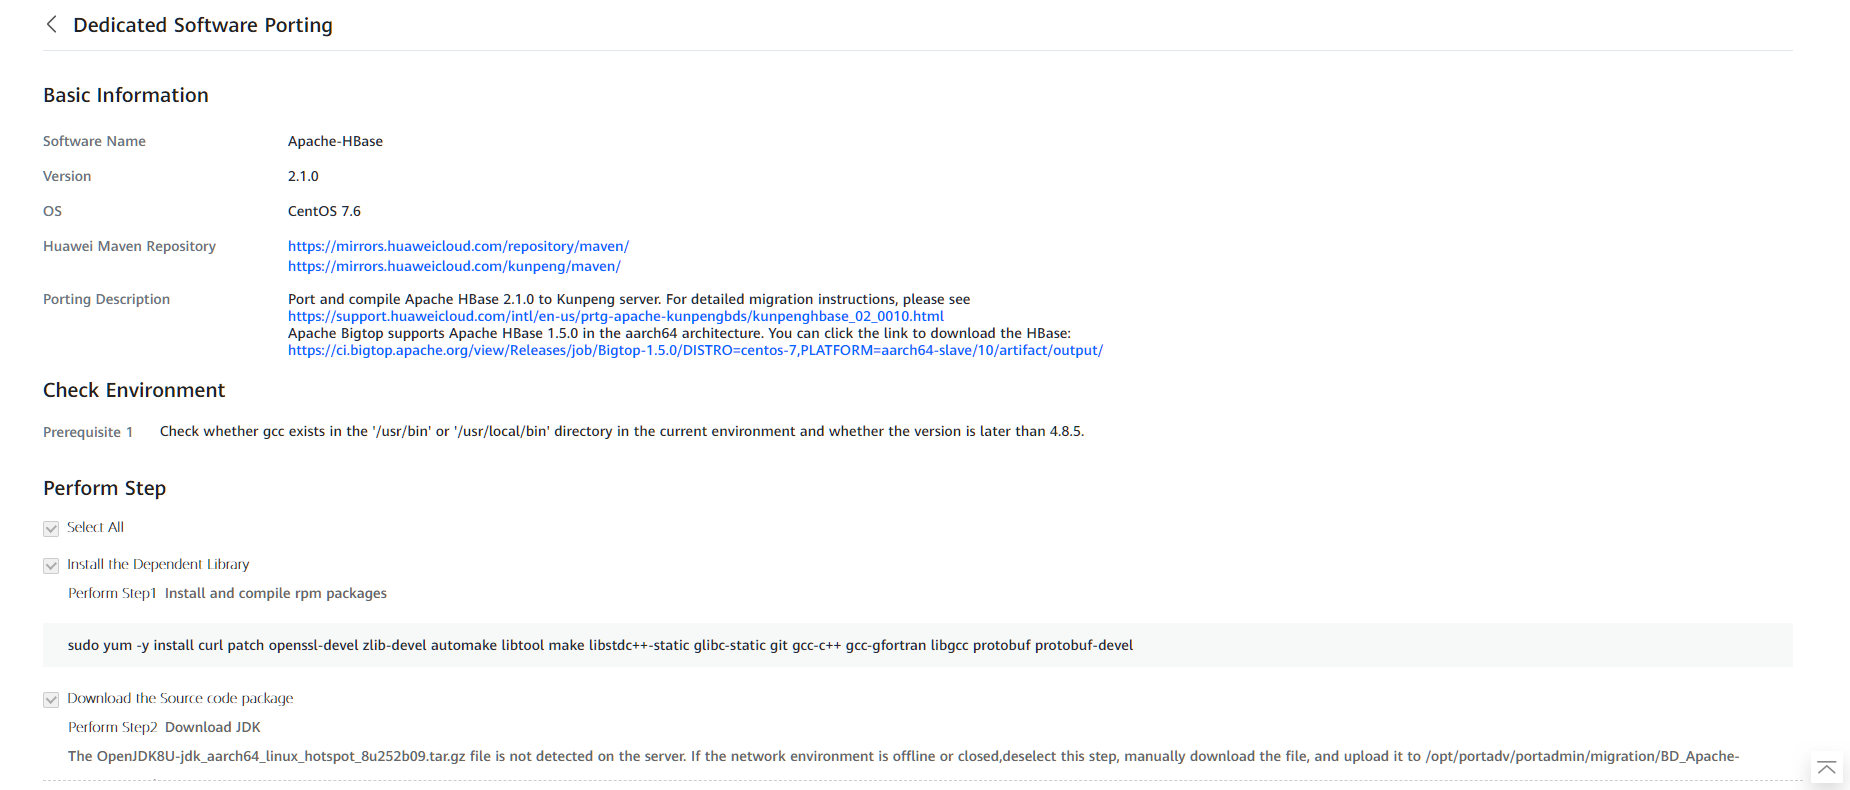 Dedicated Software Porting
Basic Information
Software Name Apache-HBase
Version 2.1.0
OS CentOS 7.6
Huawei Maven Repository https://mirrors.huaweicloud.com/repository/maven/
https://mirrors.huaweicloud.com/kunpeng/maven/
Porting Description Port and compile Apache HBase 2.1.0 to Kunpeng server. For detailed migration instructions, please see
https://support.huaweicloud.com/intl/en-us/prtg-apache-kunpengbds/kunpenghbase_02_0010.html
Apache Bigtop supports Apache HBase 1.5.0 in the aarch64 architecture. You can click the link to download the HBase:
https://ci.bigtop.apache.org/view/Releases/job/Bigtop-1.5.0/DISTRO=centos-7,PLATFORM=aarch64-slave/10/artifact/output/
Check Environment
Prerequisite 1 Check whether gcc exists in the '/usr/bin' or '/usr/local/bin' directory in the current environment and whether the version is later than 4.8.5.
Perform Step
Select All
Install the Dependent Library
Perform Step1 Install and compile rpm packages
sudo yum -y install curl patch openssl-devel zlib-devel automake libtool make libstdc++-static glibc-static git gcc-c++ gcc-gfortran libgcc protobuf protobuf-devel
Download the Source code package
Perform Step2 Download JDK
The OpenJDK8U-jdk_aarch64_linux_hotspot_8u252b09.tar.gz file is not detected on the server. If the network environment is offline or closed,deselect this step, manually download the file, and upload it to /opt/portadv/portadmin/migration/BD_Apache-